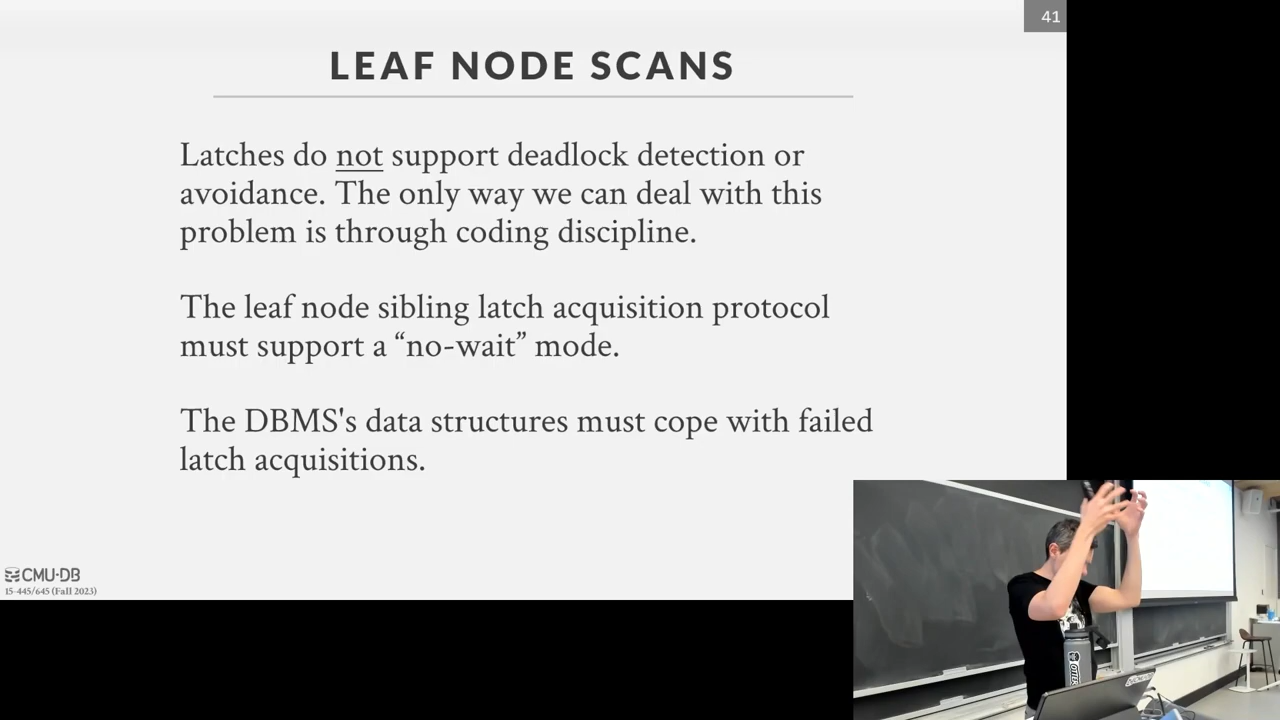 41
LEAF NODE SCANS
Latches do not support deadlock detection or
avoidance. The only way we can deal with this
problem is through coding discipline.
The leaf node sibling latch acquisition protocol
must support a “no-wait” mode.
The DBMS's data structures must cope with failed
latch acquisitions.
CMU·DB
15-445/645 (Fall 2023)
OTTER